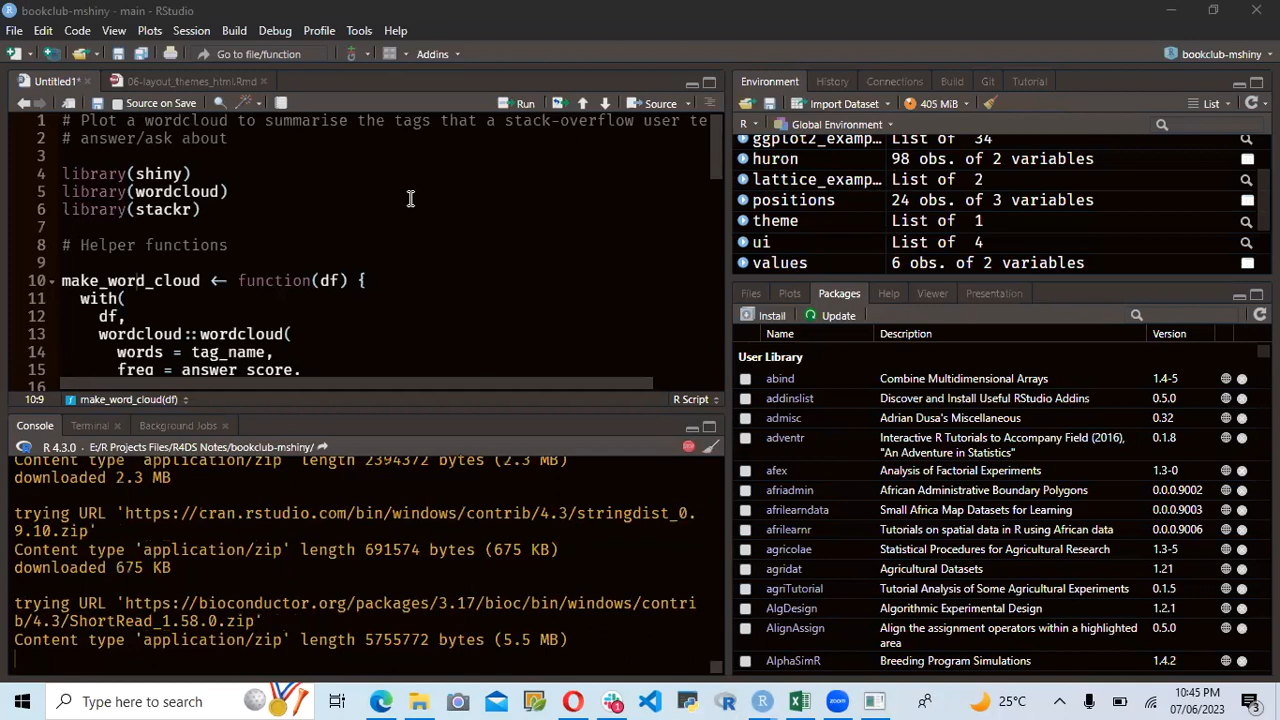 bookclub-mshiny - main - RStudio
File Edit Code View Plots Session Build Debug Profile Tools Help
Go to file/function Addins bookclub-mshiny
Untitled1* 06-layout_themes_html.Rmd
Source on Save Run Source
1 # Plot a wordcloud to summarise the tags that a stack-overflow user te
2 # answer/ask about
3
4 library(shiny)
5 library(wordcloud)
6 library(stackr)
7
8 # Helper functions
9
10 make_word_cloud <- function(df) {
11 with(
12 df,
13 wordcloud::wordcloud(
14 words = tag_name,
15 freq = answer_score,
16
10:9 make_word_cloud(df) R Script
Console Terminal Background Jobs
R 4.3.0 · E:/R Projects Files/R4DS Notes/bookclub-mshiny/
Content type 'application/zip' length 2394372 bytes (2.3 MB)
downloaded 2.3 MB
trying URL 'https://cran.rstudio.com/bin/windows/contrib/4.3/stringdist_0.
9.10.zip'
Content type 'application/zip' length 691574 bytes (675 KB)
downloaded 675 KB
trying URL 'https://bioconductor.org/packages/3.17/bioc/bin/windows/contri
b/4.3/ShortRead_1.58.0.zip'
Content type 'application/zip' length 5755772 bytes (5.5 MB)
Environment History Connections Build Git Tutorial
Import Dataset 405 MiB List
R Global Environment
ggplot2_examp… List of 34
huron 98 obs. of 2 variables
lattice_examp… List of 2
positions 24 obs. of 3 variables
theme List of 1
ui List of 4
values 6 obs. of 2 variables
Files Plots Packages Help Viewer Presentation
Install Update
Name Description Version
User Library
abind Combine Multidimensional Arrays 1.4-5
addinslist Discover and Install Useful RStudio Addins 0.5.0
admisc Adrian Dusa's Miscellaneous 0.32
adventr Interactive R Tutorials to Accompany Field (2016), 0.1.8
"An Adventure in Statistics"
afex Analysis of Factorial Experiments 1.3-0
afriadmin African Administrative Boundary Polygons 0.0.0.9002
afrilearndata Small Africa Map Datasets for Learning 0.0.0.9003
afrilearnr Tutorials on spatial data in R using African data 0.0.0.9006
agricolae Statistical Procedures for Agricultural Research 1.3-5
agridat Agricultural Datasets 1.21
agriTutorial Tutorial Analysis of Some Agricultural Experiments 0.1.5
AlgDesign Algorithmic Experimental Design 1.2.1
AlignAssign Align the assignment operators within a highlighted 0.5.0
area
AlphaSimR Breeding Program Simulations 1.4.2
Type here to search 25°C 10:45 PM
07/06/2023 3